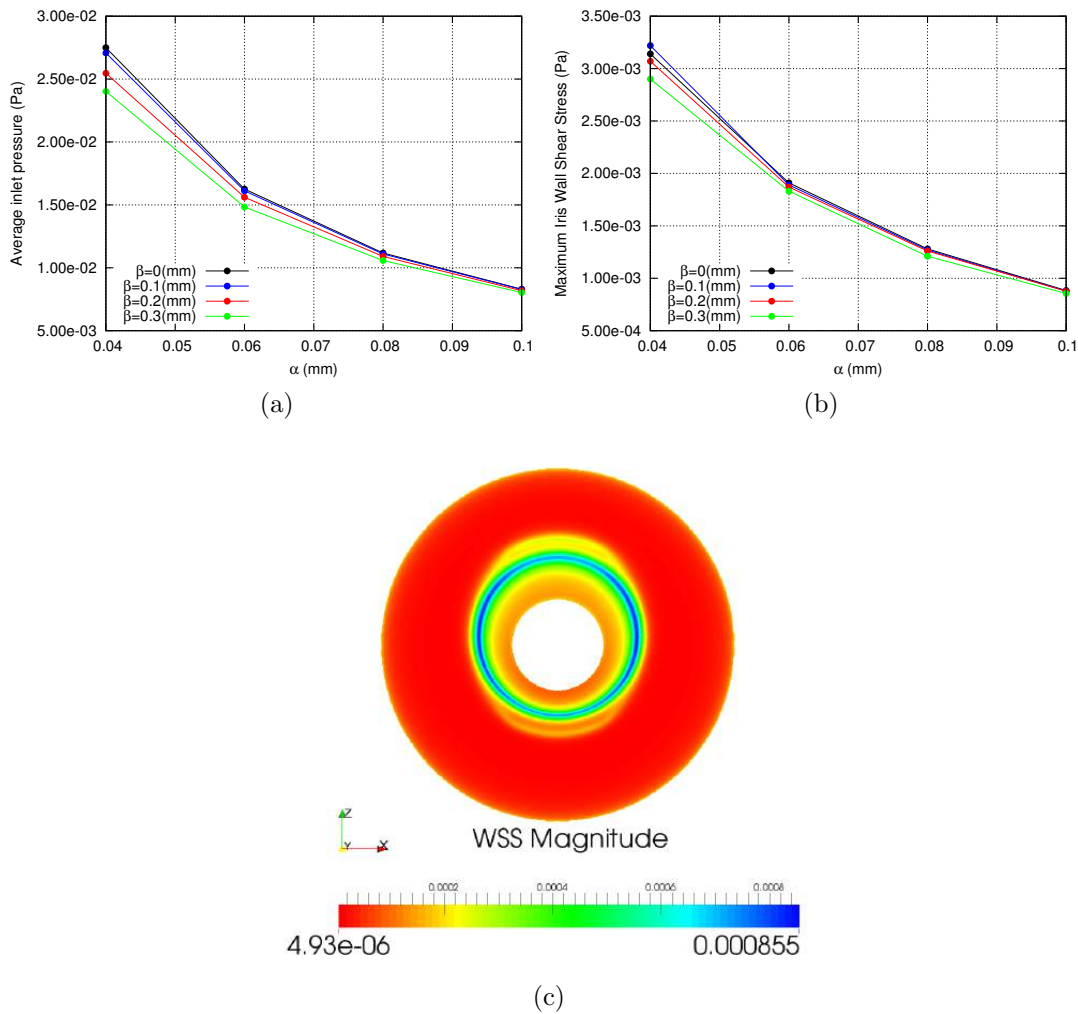 3.00e-02
2.50e-02
2.00e-02
1.50e-02
1.00e-02
5.00e-03
Average inlet pressure (Pa)
β=0(mm)
β=0.1(mm)
β=0.2(mm)
β=0.3(mm)
0.04 0.05 0.06 0.07 0.08 0.09 0.1
α (mm)
(a)
3.50e-03
3.00e-03
2.50e-03
2.00e-03
1.50e-03
1.00e-03
5.00e-04
Maximum Iris Wall Shear Stress (Pa)
β=0(mm)
β=0.1(mm)
β=0.2(mm)
β=0.3(mm)
0.04 0.05 0.06 0.07 0.08 0.09 0.1
α (mm)
(b)
Z
Y X
WSS Magnitude
0.0002 0.0004 0.0006 0.0008
4.93e-06 0.000855
(c)